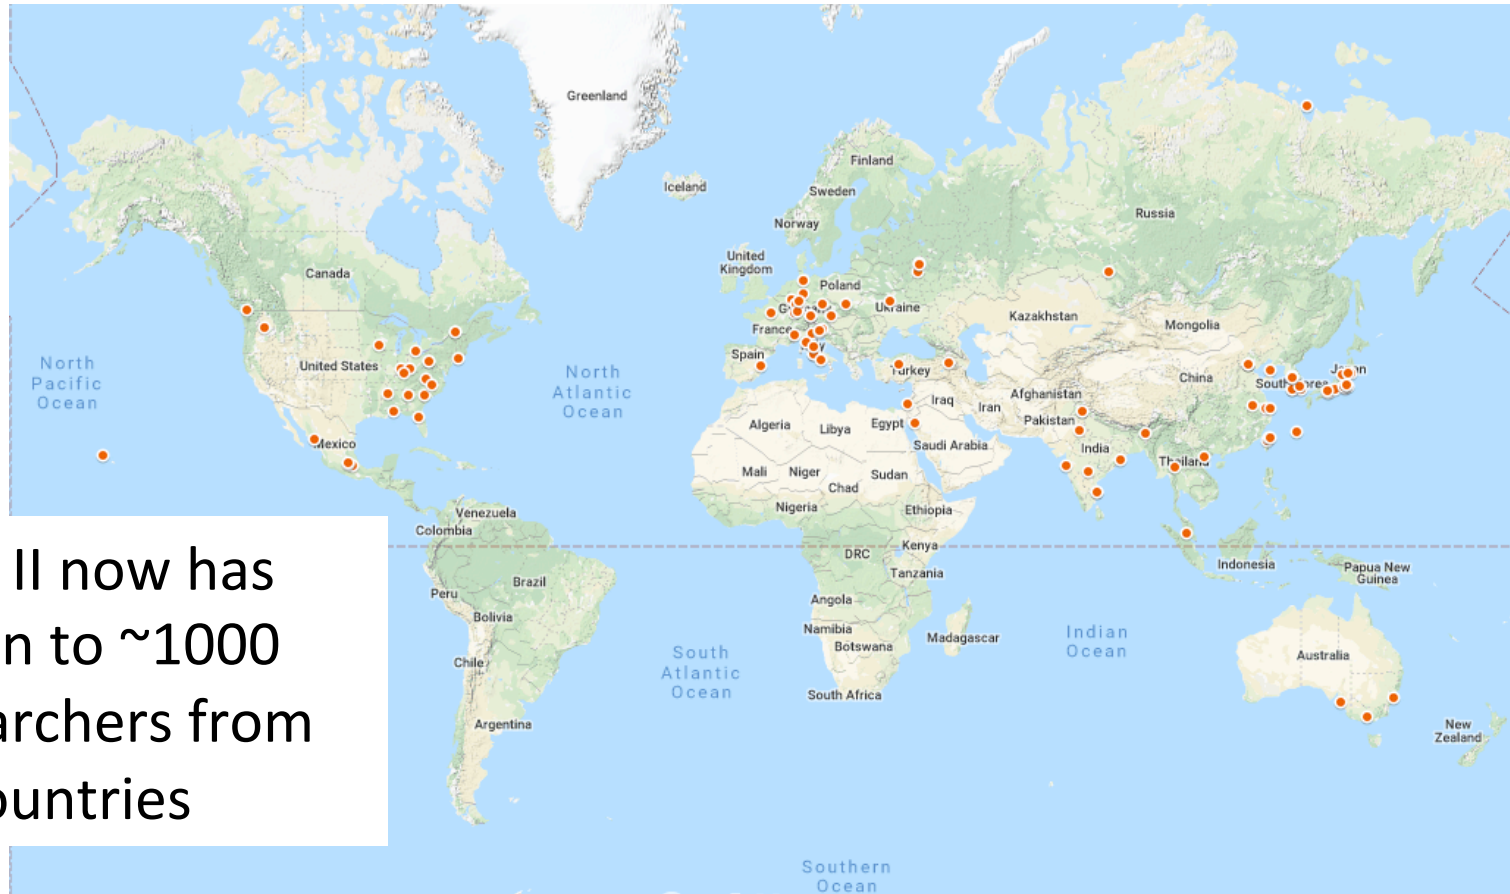 Greenland
Iceland
Finland
Sweden
Norway
Russia
United
Kingdom
Poland
Canada
Ukraine
France
Kazakhstan
Mongolia
United States
Spain
Turkey
China
Japan
North
Pacific
Ocean
North
Atlantic
Ocean
Afghanistan
Iraq
Iran
Pakistan
Algeria
Libya
Egypt
Saudi Arabia
India
Mexico
Mali
Niger
Sudan
Chad
Thailand
Nigeria
Ethiopia
Venezuela
Colombia
DRC
Kenya
Tanzania
Indonesia
Papua New
Guinea
Brazil
Peru
Bolivia
Angola
Namibia
Botswana
Madagascar
Indian
Ocean
South
Atlantic
Ocean
Chile
South Africa
Australia
Argentina
New
Zealand
Southern
Ocean
II now has
n to ~1000
archers from
ountries